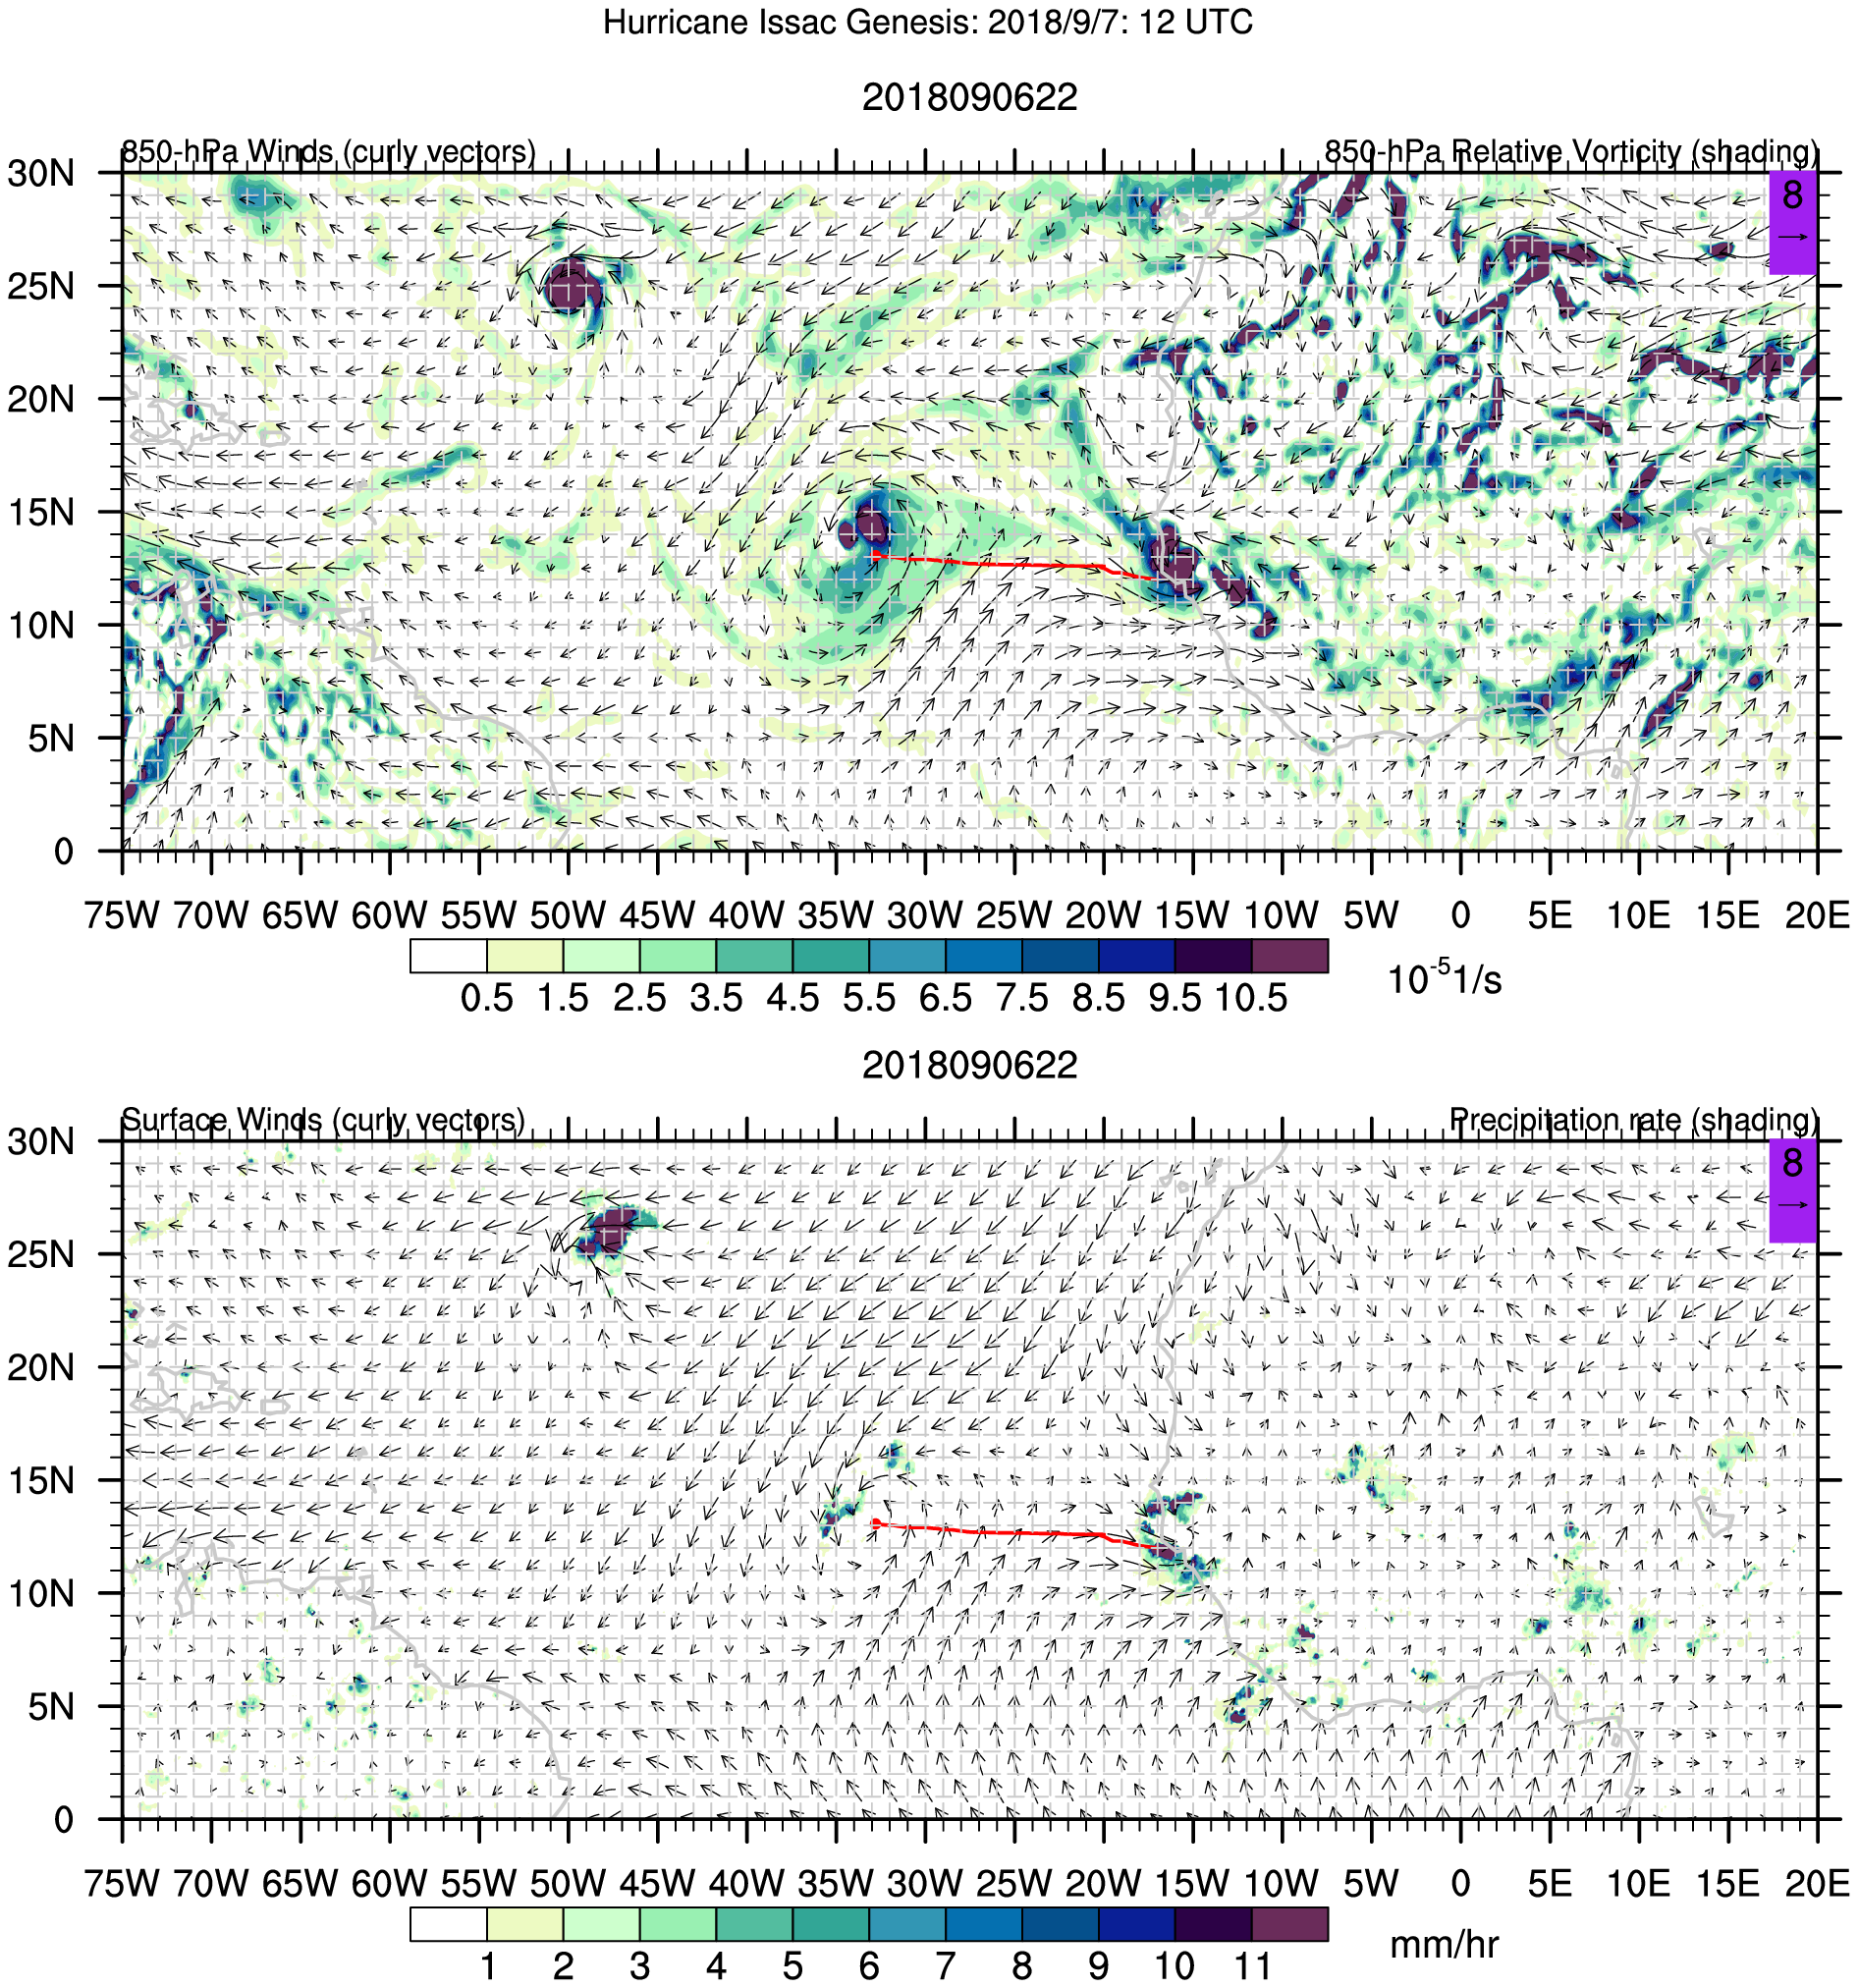 Hurricane Issac Genesis: 2018/9/7: 12 UTC
2018090622
850-hPa Winds (curly vectors) 850-hPa Relative Vorticity (shading)
30N
8
25N
20N
15N
10N
5N
0
75W 70W 65W 60W 55W 50W 45W 40W 35W 30W 25W 20W 15W 10W 5W 0 5E 10E 15E 20E
0.5 1.5 2.5 3.5 4.5 5.5 6.5 7.5 8.5 9.5 10.5
10⁻⁵1/s
2018090622
Surface Winds (curly vectors) Precipitation rate (shading)
30N
8
25N
20N
15N
10N
5N
0
75W 70W 65W 60W 55W 50W 45W 40W 35W 30W 25W 20W 15W 10W 5W 0 5E 10E 15E 20E
1 2 3 4 5 6 7 8 9 10 11
mm/hr